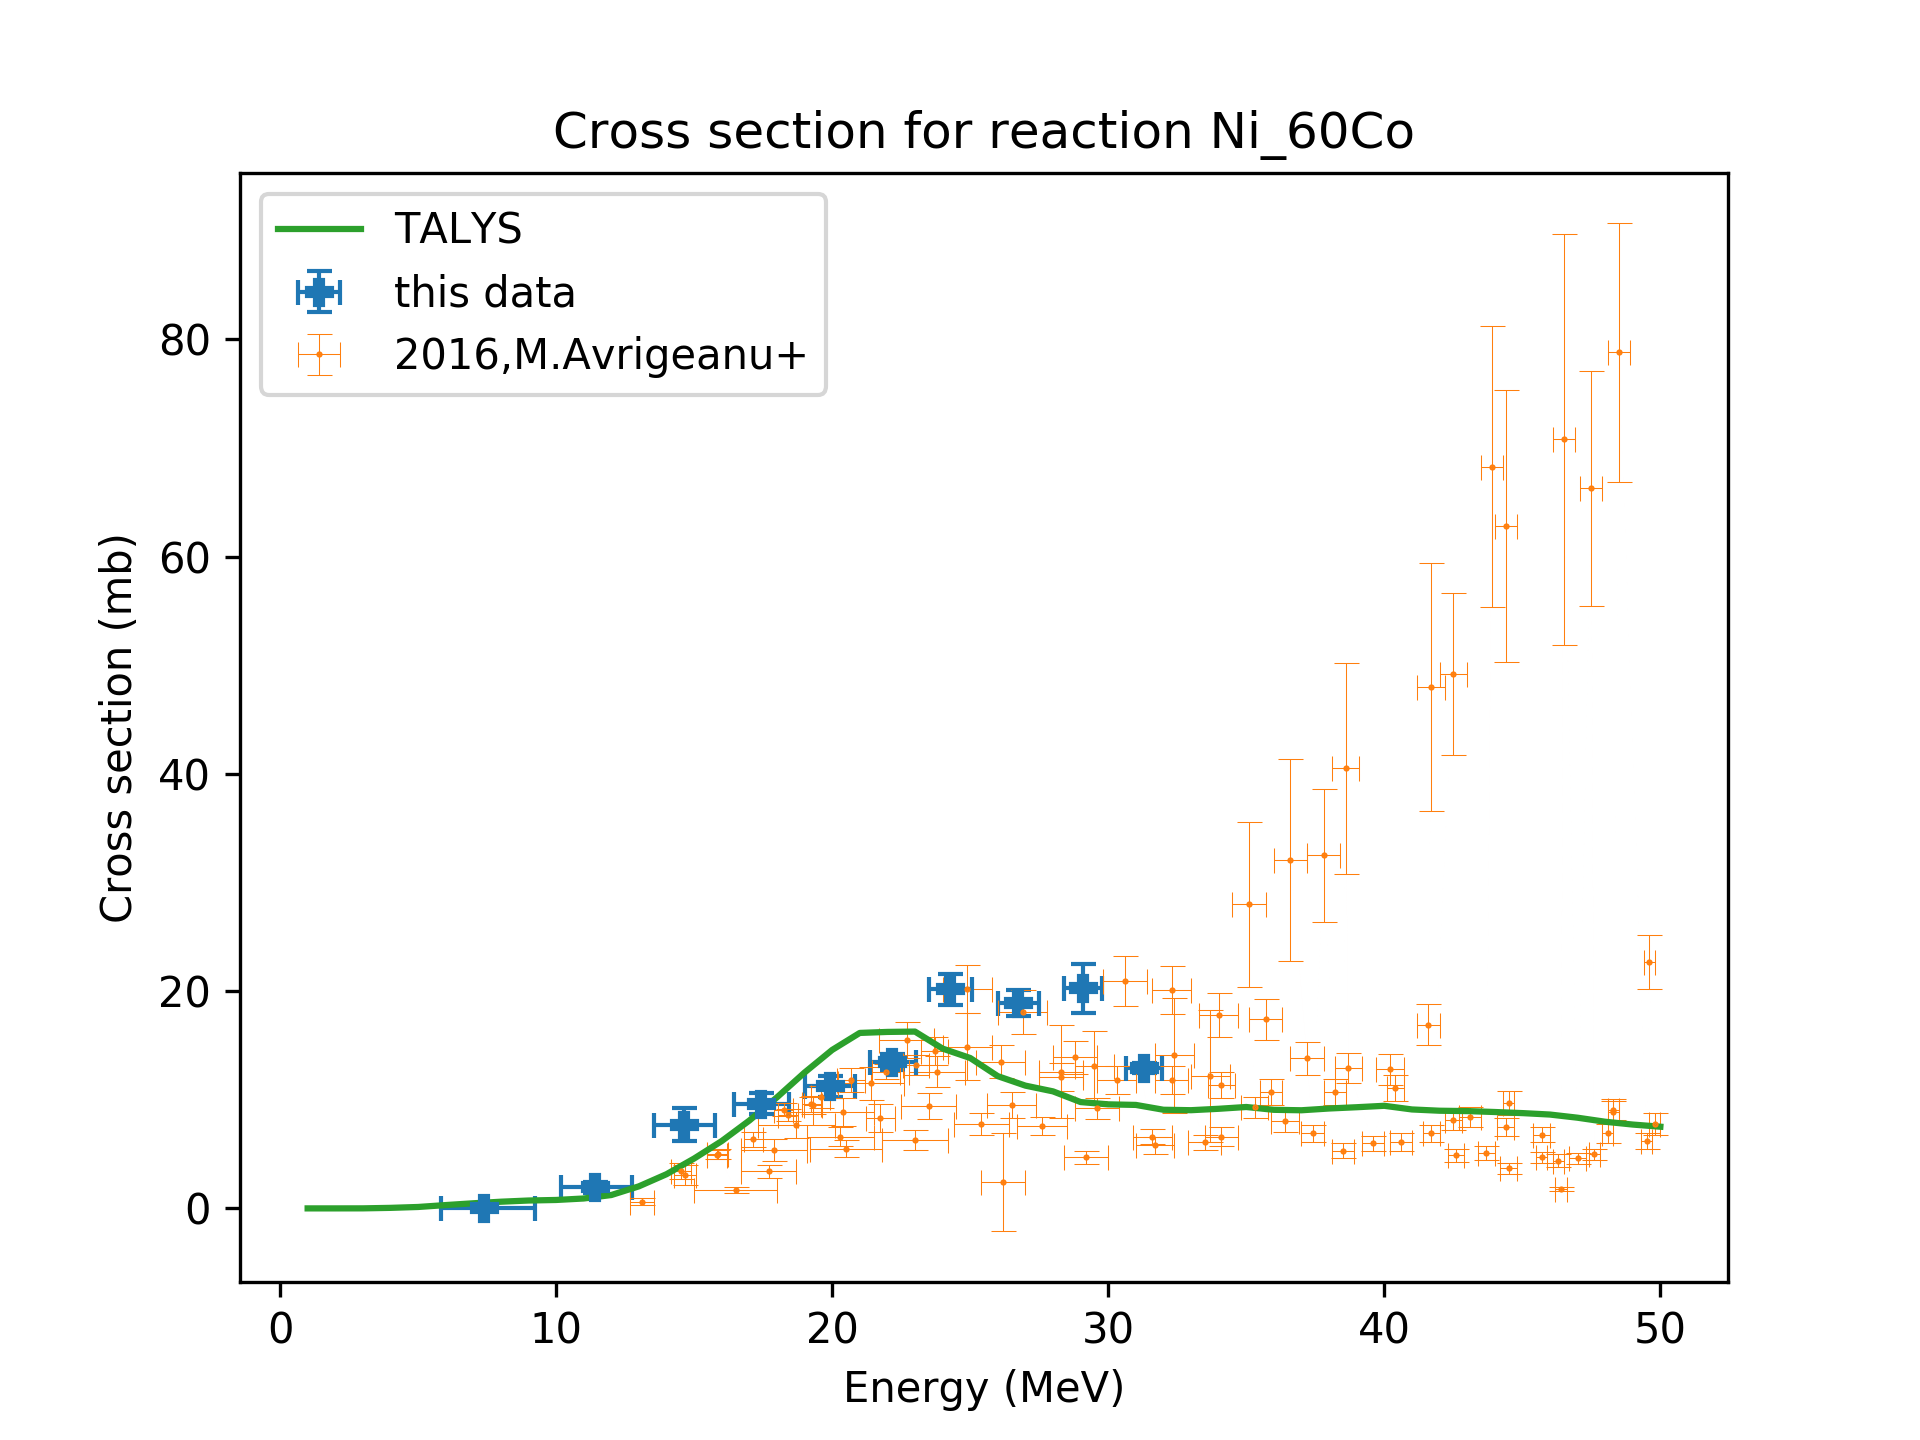 Cross section for reaction Ni_60Co
TALYS
this data
2016,M.Avrigeanu+
Cross section (mb)
80
60
40
20
0
0 10 20 30 40 50
Energy (MeV)